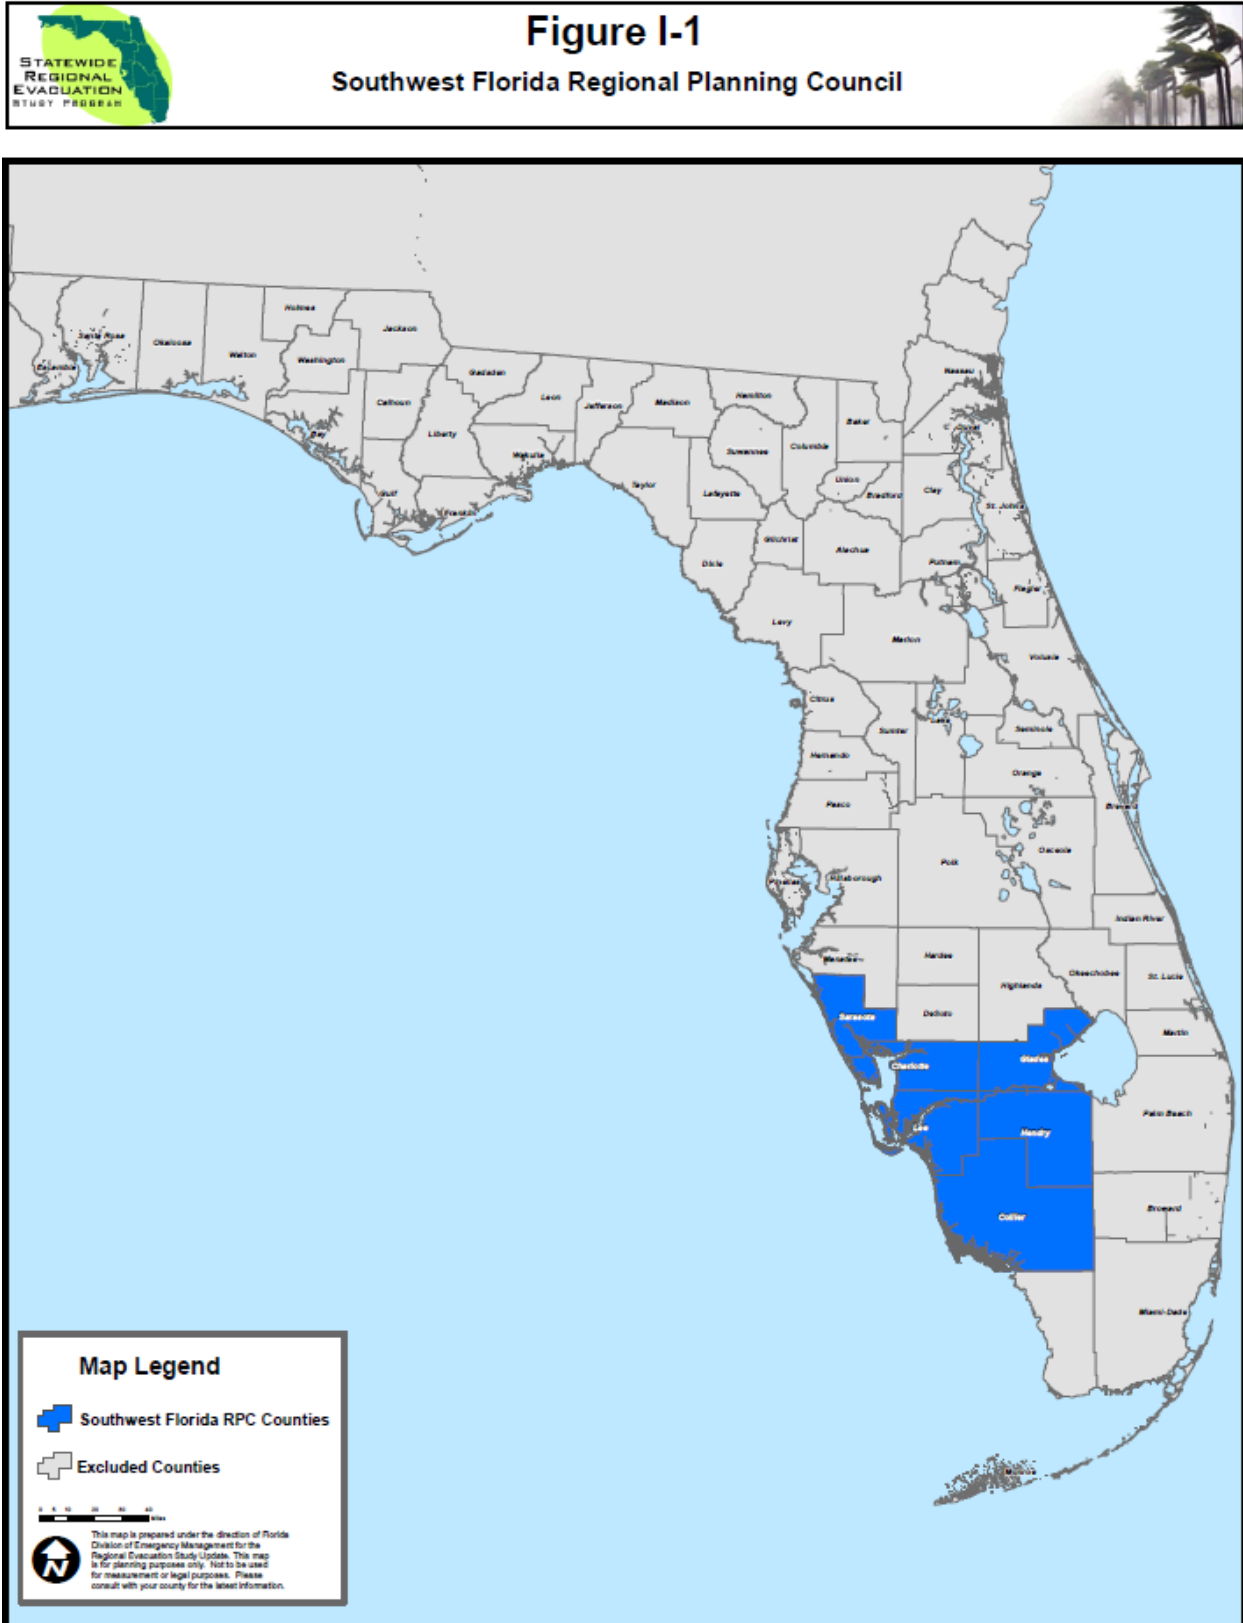 Figure I-1
Southwest Florida Regional Planning Council
STATEWIDE
REGIONAL
EVACUATION
STUDY PROGRAM
Holmes
Jackson
Santa Rosa
Okaloosa
Walton
Washington
Escambia
Gadsden
Leon
Jefferson
Madison
Hamilton
Nassau
Calhoun
Liberty
Bay
Wakulla
Baker
Duval
Columbia
Suwannee
Taylor
Lafayette
Union
Bradford
Clay
St. Johns
Gulf
Franklin
Gilchrist
Alachua
Dixie
Putnam
Flagler
Levy
Marion
Volusia
Citrus
Sumter
Lake
Seminole
Hernando
Orange
Pasco
Brevard
Polk
Osceola
Pinellas
Hillsborough
Indian River
Manatee
Hardee
Highlands
Okeechobee
St. Lucie
Sarasota
DeSoto
Martin
Charlotte
Glades
Palm Beach
Lee
Hendry
Collier
Broward
Miami-Dade
Monroe
Map Legend
Southwest Florida RPC Counties
Excluded Counties
0 5 10 20 30 40
Miles
This map is prepared under the direction of Florida
Division of Emergency Management for the
Regional Evacuation Study Update. This map
is for planning purposes only. Not to be used
for measurement or legal purposes. Please
consult with your county for the latest information.
N